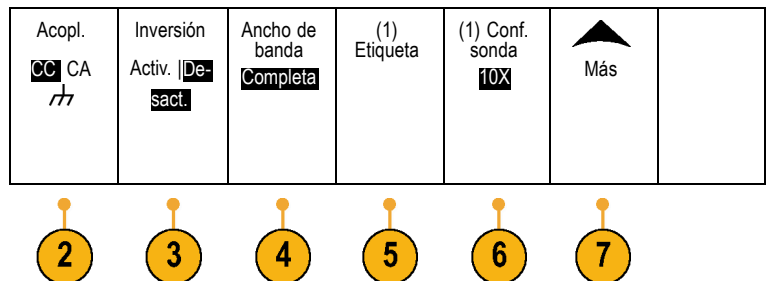 Acopl.
CC CA
Inversión
Activ. |De-
sact.
Ancho de
banda
Completa
(1)
Etiqueta
(1) Conf.
sonda
10X
Más
2
3
4
5
6
7